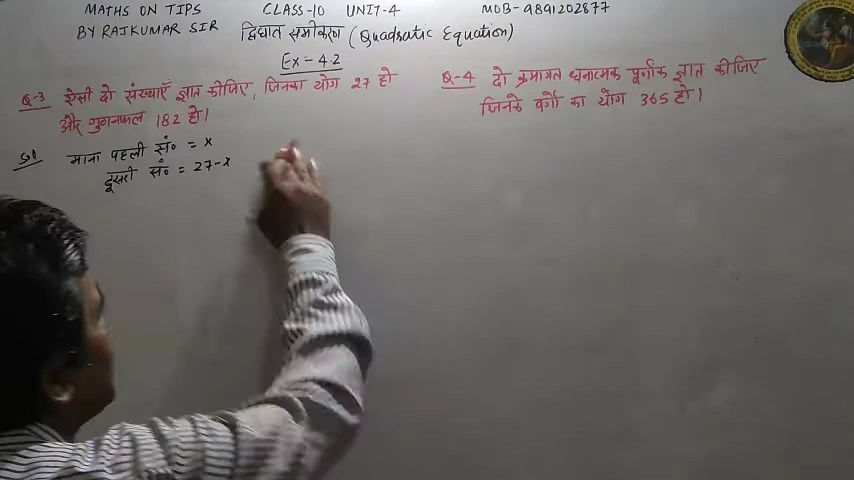 MATHS ON TIPS CLASS-10 UNIT-4 MOB-9891202877
BY RAJKUMAR SIR द्विघात समीकरण (Quadratic Equation)
Ex-4.2
Q-3 ऐसी दो संख्याएँ ज्ञात कीजिए, जिनका योग 27 हो
और गुणनफल 182 हो।
Sol माना पहली सं० = x
दूसरी सं० = 27-x
Q-4 दो क्रमागत धनात्मक पूर्णांक ज्ञात कीजिए
जिनके वर्गों का योग 365 हो।